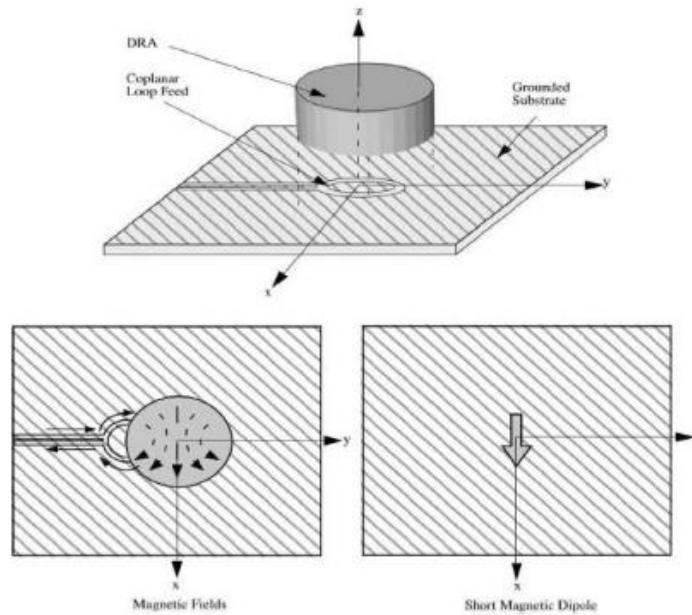 z
DRA
Coplanar
Loop Feed
Grounded
Substrate
y
x
y
x
x
Magnetic Fields
Short Magnetic Dipole